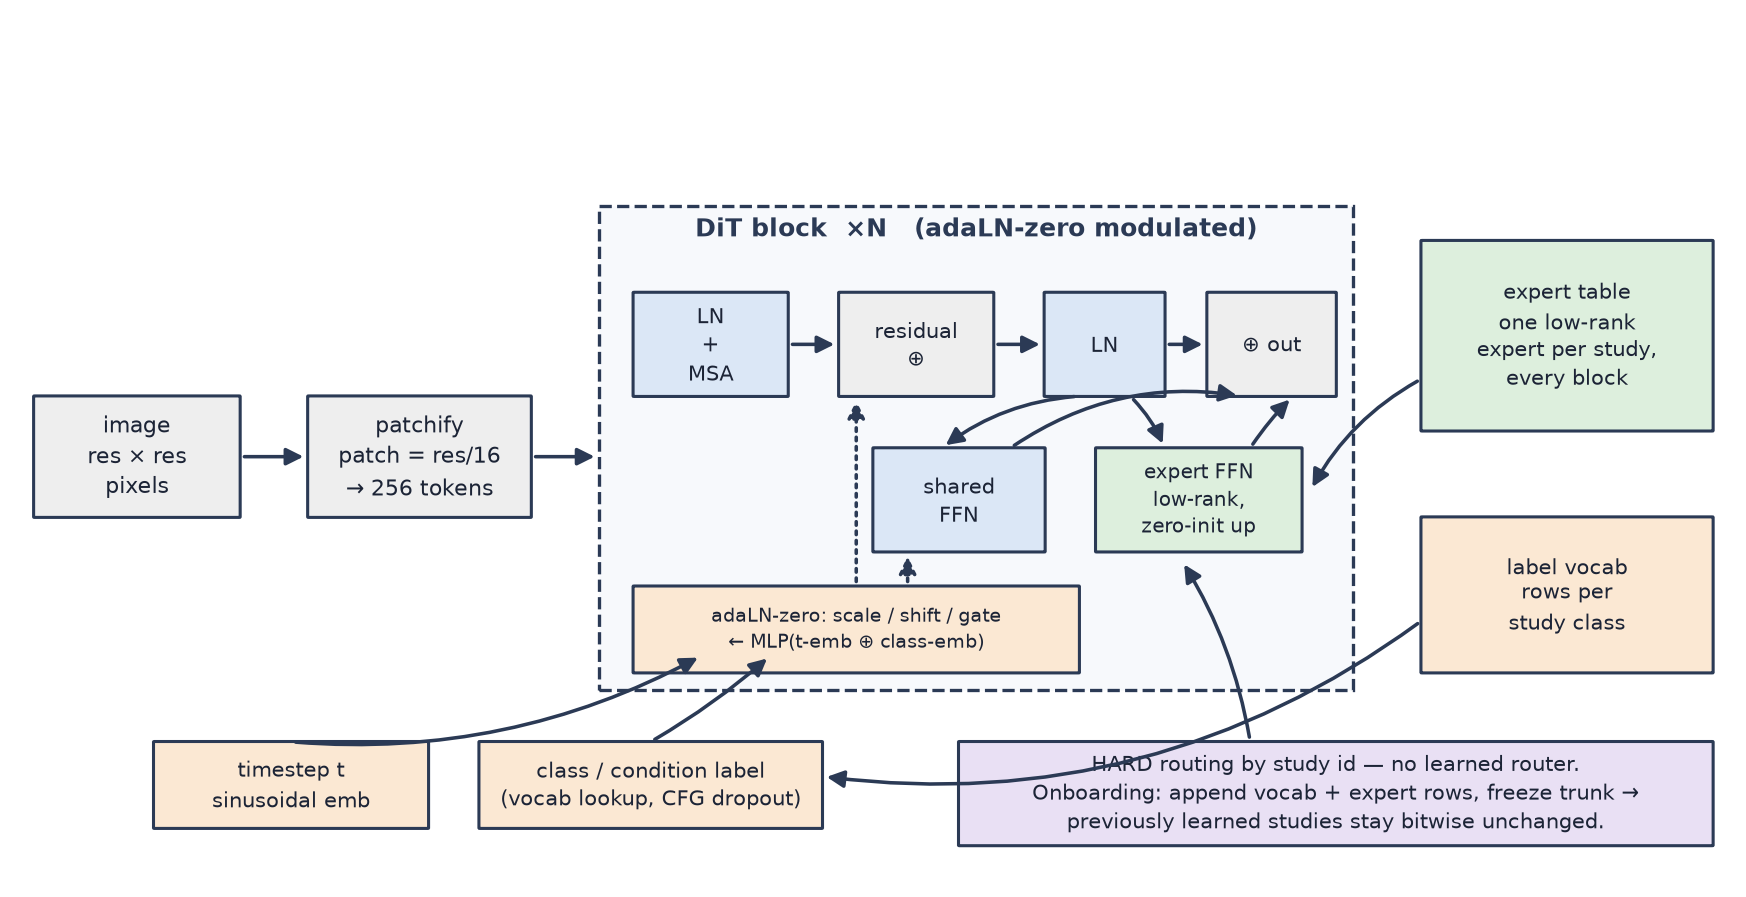 DiT block ×N (adaLN-zero modulated)
LN
+
MSA
residual
⊕
LN
⊕ out
expert table
one low-rank
expert per study,
every block
image
res × res
pixels
patchify
patch = res/16
→ 256 tokens
shared
FFN
expert FFN
low-rank,
zero-init up
label vocab
rows per
study class
adaLN-zero: scale / shift / gate
← MLP(t-emb ⊕ class-emb)
timestep t
sinusoidal emb
class / condition label
(vocab lookup, CFG dropout)
HARD routing by study id — no learned router.
Onboarding: append vocab + expert rows, freeze trunk →
previously learned studies stay bitwise unchanged.